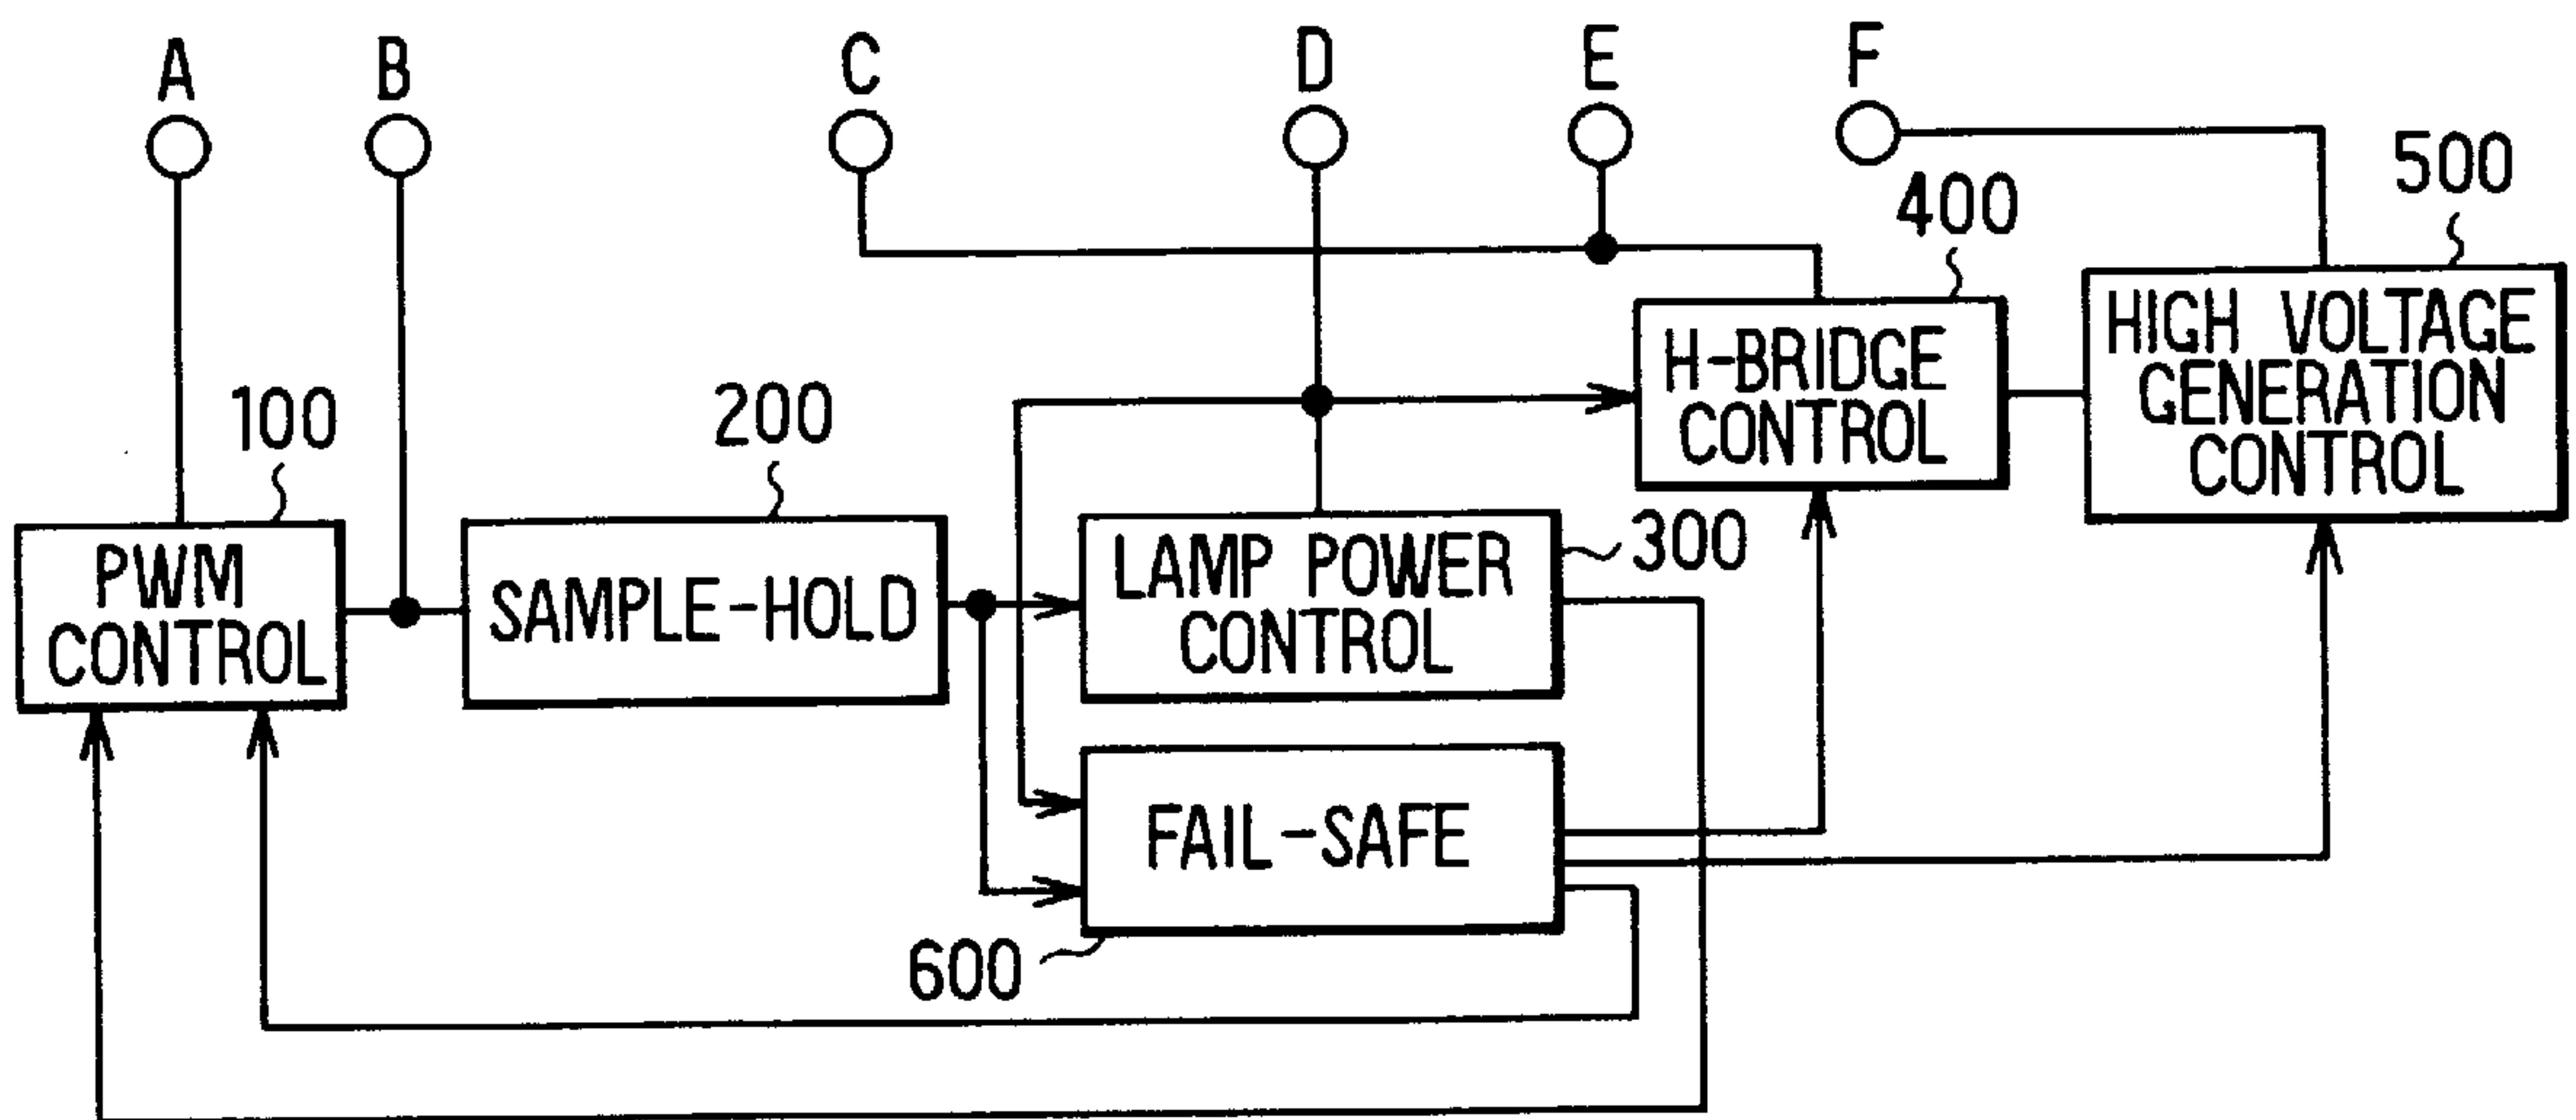 A B C D E F
500
400
HIGH VOLTAGE
GENERATION
CONTROL
H-BRIDGE
CONTROL
100
200
300
PWM
CONTROL
SAMPLE-HOLD
LAMP POWER
CONTROL
FAIL-SAFE
600